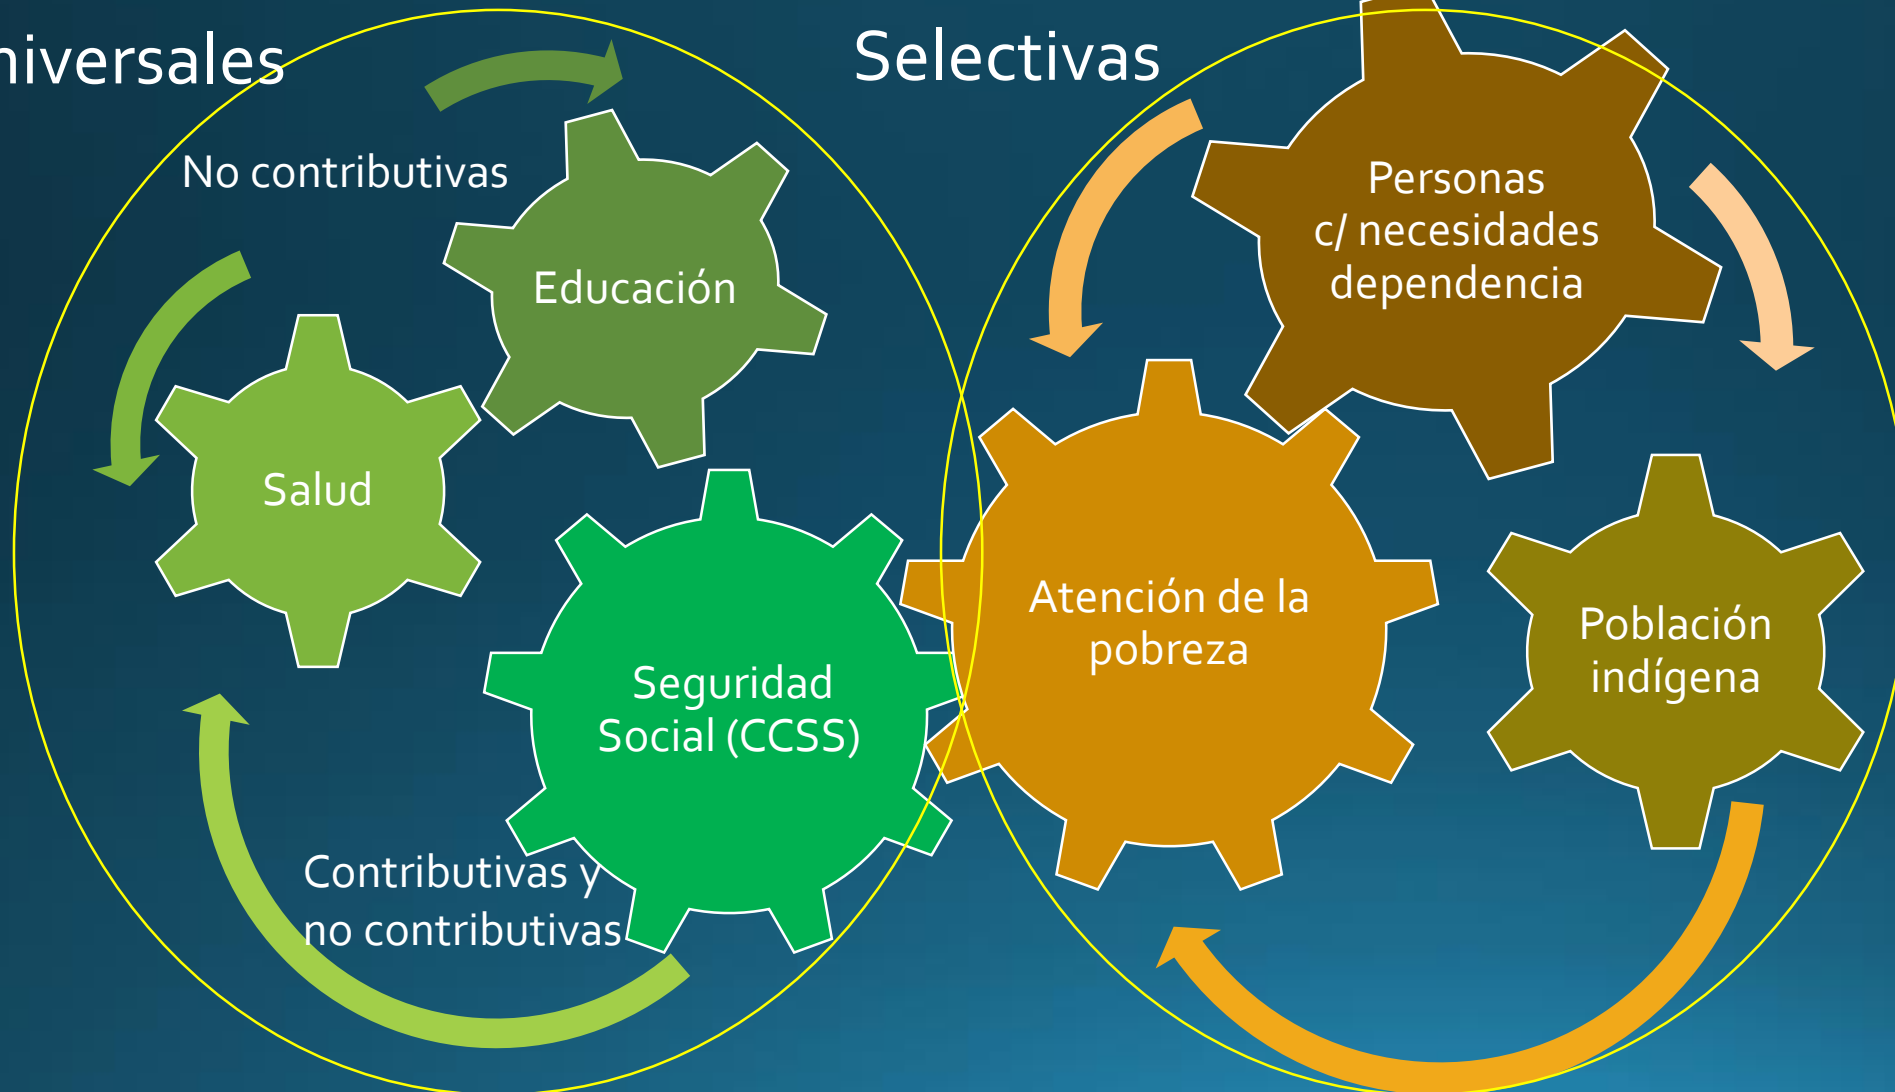 niversales
Selectivas
No contributivas
Educación
Salud
Seguridad
Social (CCSS)
Contributivas y
no contributivas
Personas
c/ necesidades
dependencia
Atención de la
pobreza
Población
indígena